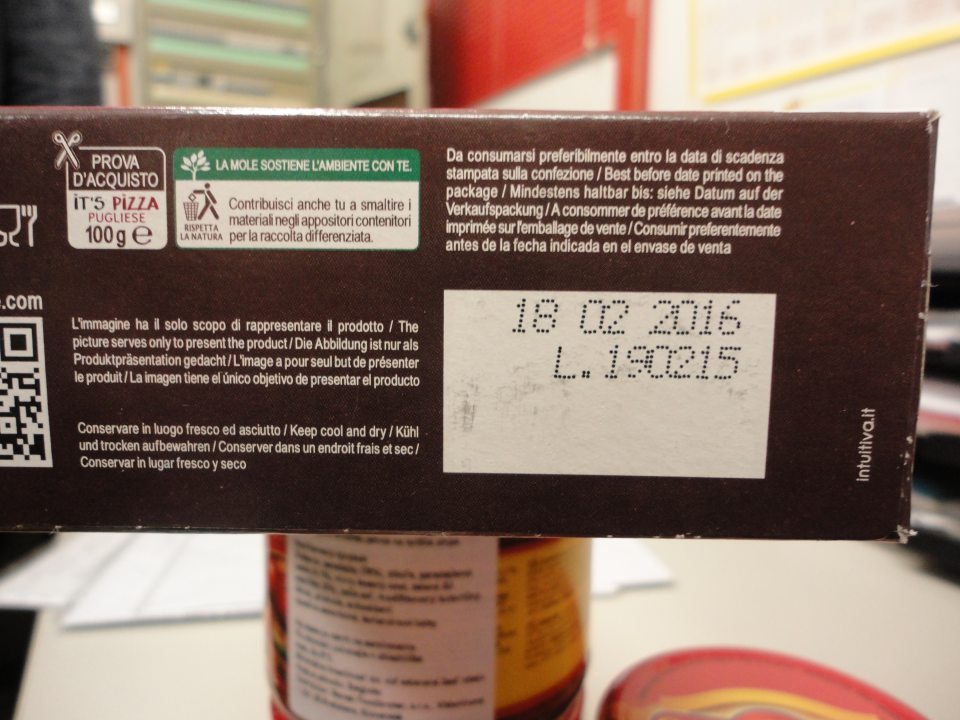 PROVA
D'ACQUISTO
iT'S PiZZA
PUGLIESE
100 g e
LA MOLE SOSTIENE L'AMBIENTE CON TE.
RISPETTA
LA NATURA
Contribuisci anche tu a smaltire i
materiali negli appositori contenitori
per la raccolta differenziata.
Da consumarsi preferibilmente entro la data di scadenza
stampata sulla confezione / Best before date printed on the
package / Mindestens haltbar bis: siehe Datum auf der
Verkaufspackung / A consommer de préférence avant la date
imprimée sur l'emballage de vente / Consumir preferentemente
antes de la fecha indicada en el envase de venta
.com
L'immagine ha il solo scopo di rappresentare il prodotto / The
picture serves only to present the product / Die Abbildung ist nur als
Produktpräsentation gedacht / L'image a pour seul but de présenter
le produit / La imagen tiene el único objetivo de presentar el producto
Conservare in luogo fresco ed asciutto / Keep cool and dry / Kühl
und trocken aufbewahren / Conserver dans un endroit frais et sec /
Conservar in lugar fresco y seco
18 02 2016
L. 190215
intuitiva.it